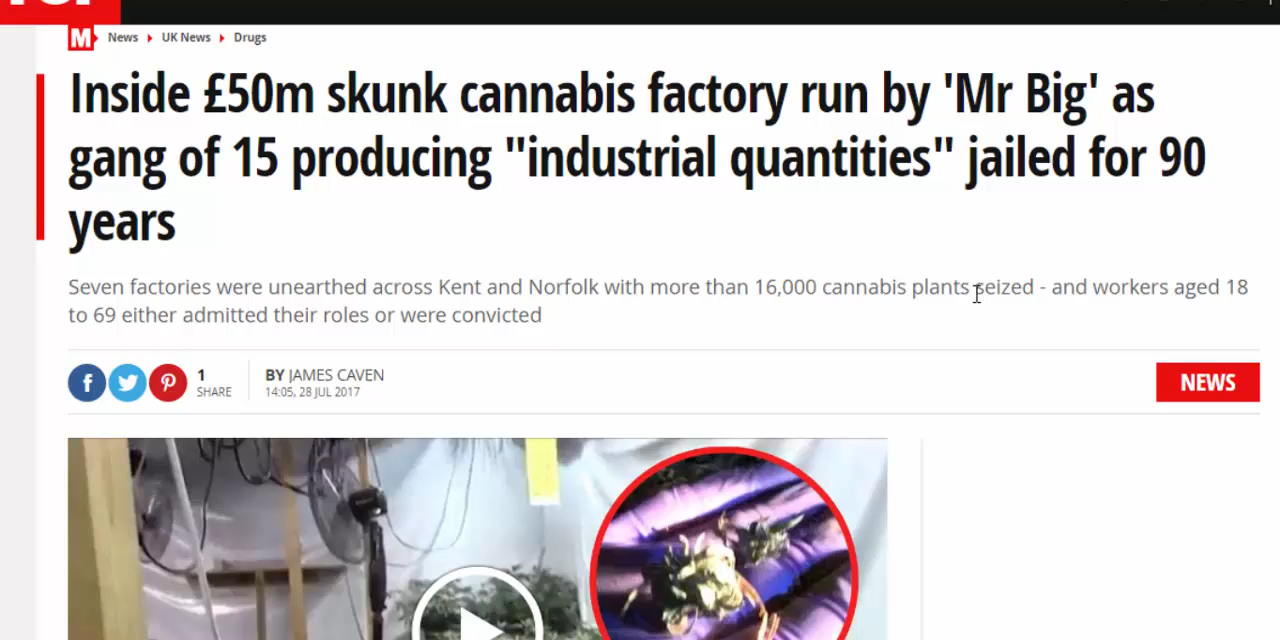 M News UK News Drugs
Inside £50m skunk cannabis factory run by 'Mr Big' as
gang of 15 producing "industrial quantities" jailed for 90
years
Seven factories were unearthed across Kent and Norfolk with more than 16,000 cannabis plants seized - and workers aged 18
to 69 either admitted their roles or were convicted
1
SHARE
BY JAMES CAVEN
14:05, 28 JUL 2017
NEWS